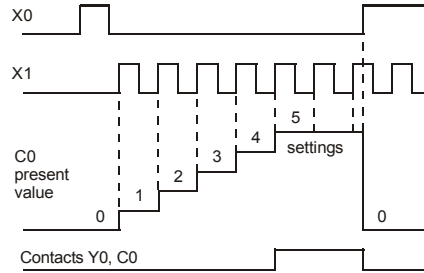 X0
X1
C0
present
value
0
1
2
3
4
5
settings
0
Contacts Y0, C0